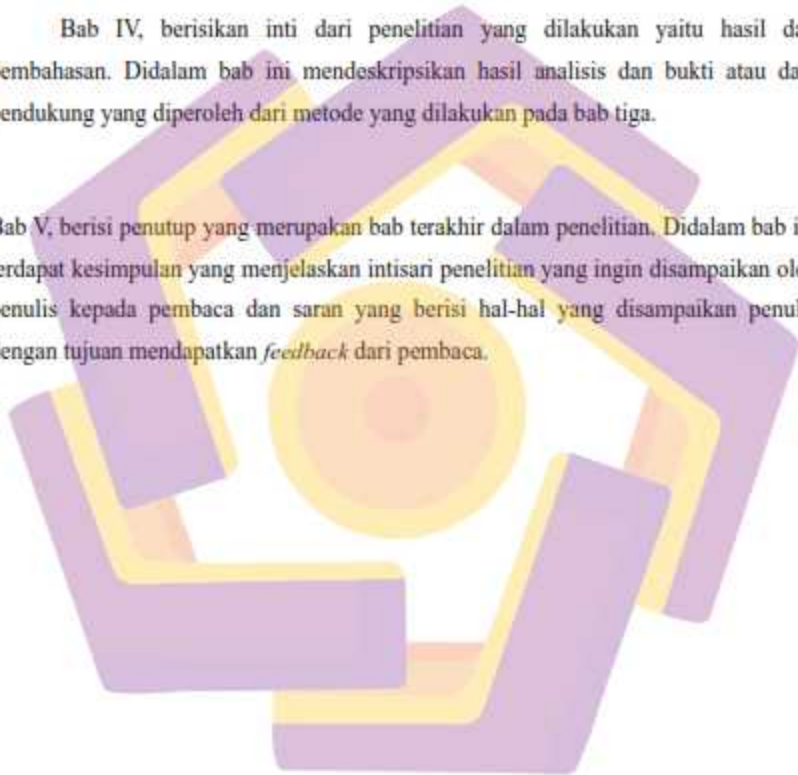 Bab IV, berisikan inti dari penelitian yang dilakukan yaitu hasil da
embahasan. Didalam bab ini mendeskripsikan hasil analisis dan bukti atau da
endukung yang diperoleh dari metode yang dilakukan pada bab tiga.
Bab V, berisi penutup yang merupakan bab terakhir dalam penelitian. Didalam bab i
erdapat kesimpulan yang menjelaskan intisari penelitian yang ingin disampaikan ol
enulis kepada pembaca dan saran yang berisi hal-hal yang disampaikan penul
engan tujuan mendapatkan feedback dari pembaca.